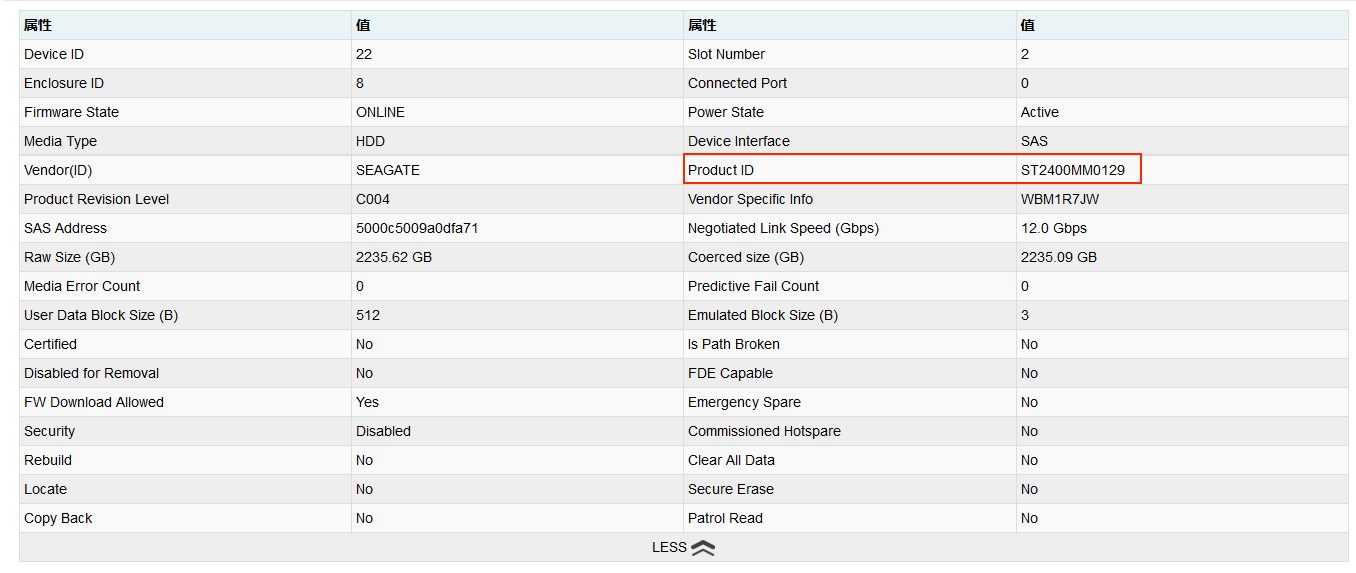 属性 值 属性 值
Device ID 22 Slot Number 2
Enclosure ID 8 Connected Port 0
Firmware State ONLINE Power State Active
Media Type HDD Device Interface SAS
Vendor(ID) SEAGATE Product ID ST2400MM0129
Product Revision Level C004 Vendor Specific Info WBM1R7JW
SAS Address 5000c5009a0dfa71 Negotiated Link Speed (Gbps) 12.0 Gbps
Raw Size (GB) 2235.62 GB Coerced size (GB) 2235.09 GB
Media Error Count 0 Predictive Fail Count 0
User Data Block Size (B) 512 Emulated Block Size (B) 3
Certified No Is Path Broken No
Disabled for Removal No FDE Capable No
FW Download Allowed Yes Emergency Spare No
Security Disabled Commissioned Hotspare No
Rebuild No Clear All Data No
Locate No Secure Erase No
Copy Back No Patrol Read No
LESS